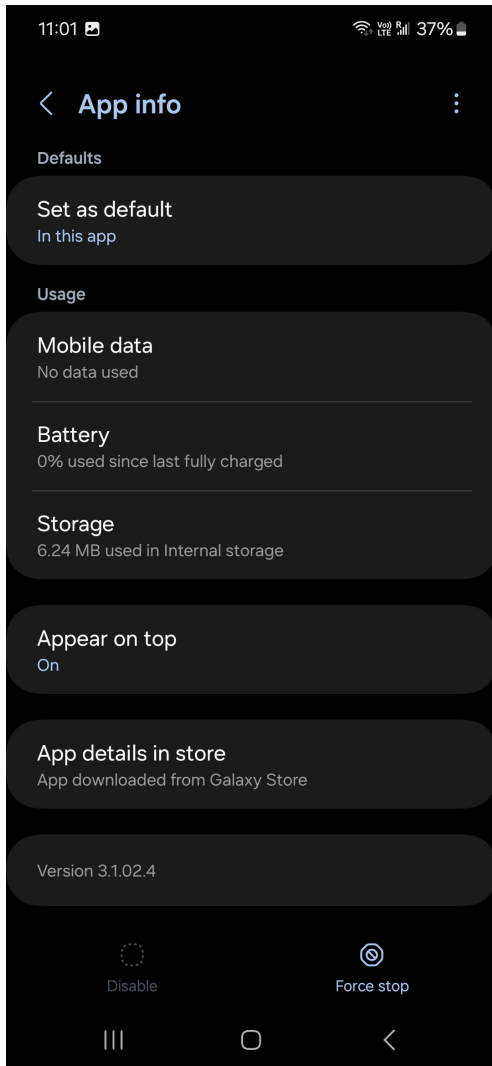 11:01 Vo)) LTE R 37%
App info
Defaults
Set as default
In this app
Usage
Mobile data
No data used
Battery
0% used since last fully charged
Storage
6.24 MB used in Internal storage
Appear on top
On
App details in store
App downloaded from Galaxy Store
Version 3.1.02.4
Disable Force stop